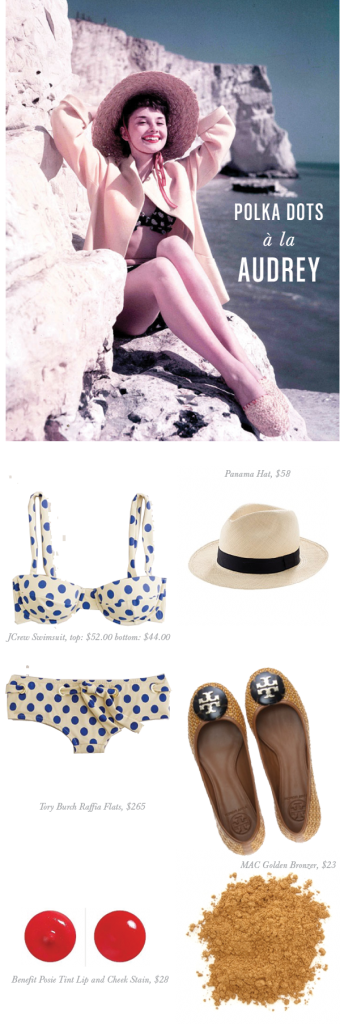 POLKA DOTS
à la
AUDREY
Panama Hat, $58
JCrew Swimsuit, top: $52.00 bottom: $44.00
Tory Burch Raffia Flats, $265
MAC Golden Bronzer, $23
Benefit Posie Tint Lip and Cheek Stain, $28